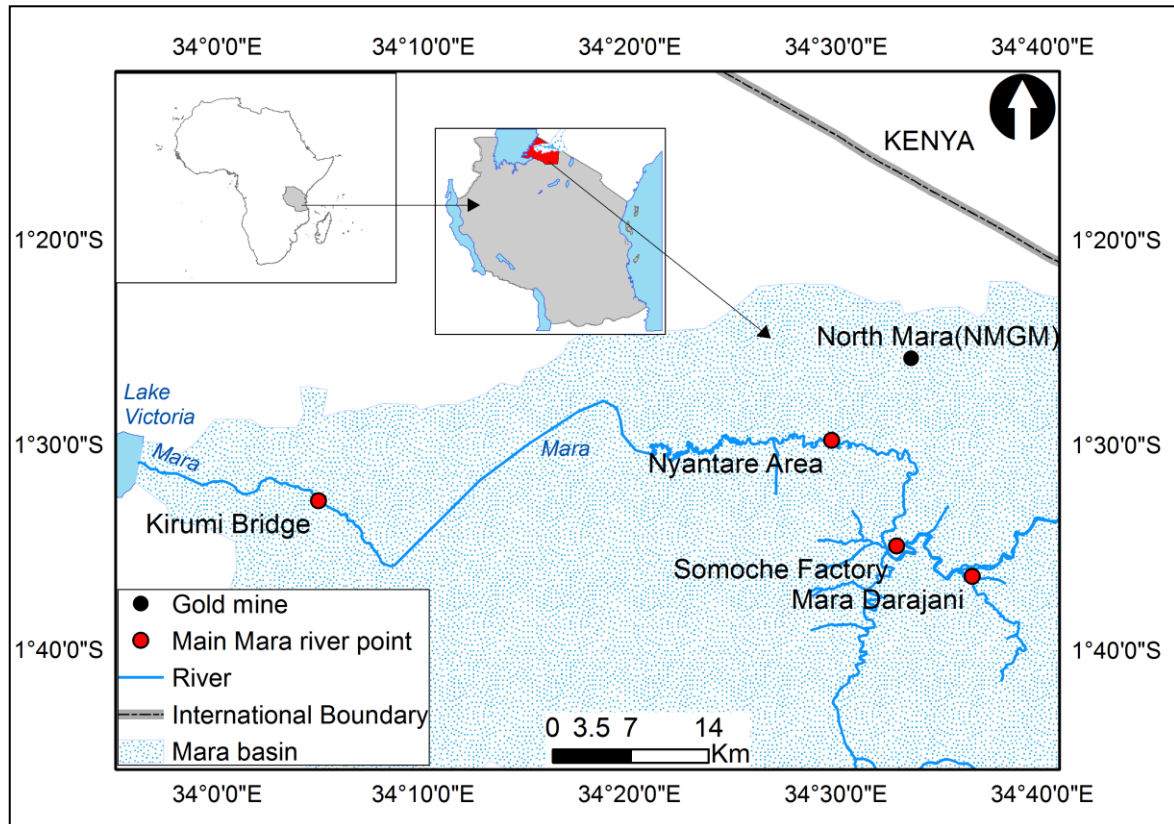 34°0'0"E 34°10'0"E 34°20'0"E 34°30'0"E 34°40'0"E
KENYA
1°20'0"S 1°20'0"S
North Mara(NMGM)
Lake
Victoria
Mara
Mara
1°30'0"S 1°30'0"S
Nyantare Area
Kirumi Bridge
Somoche Factory
Mara Darajani
Gold mine
Main Mara river point
1°40'0"S 1°40'0"S
River
International Boundary
Mara basin
0 3.5 7 14
Km
34°0'0"E 34°10'0"E 34°20'0"E 34°30'0"E 34°40'0"E